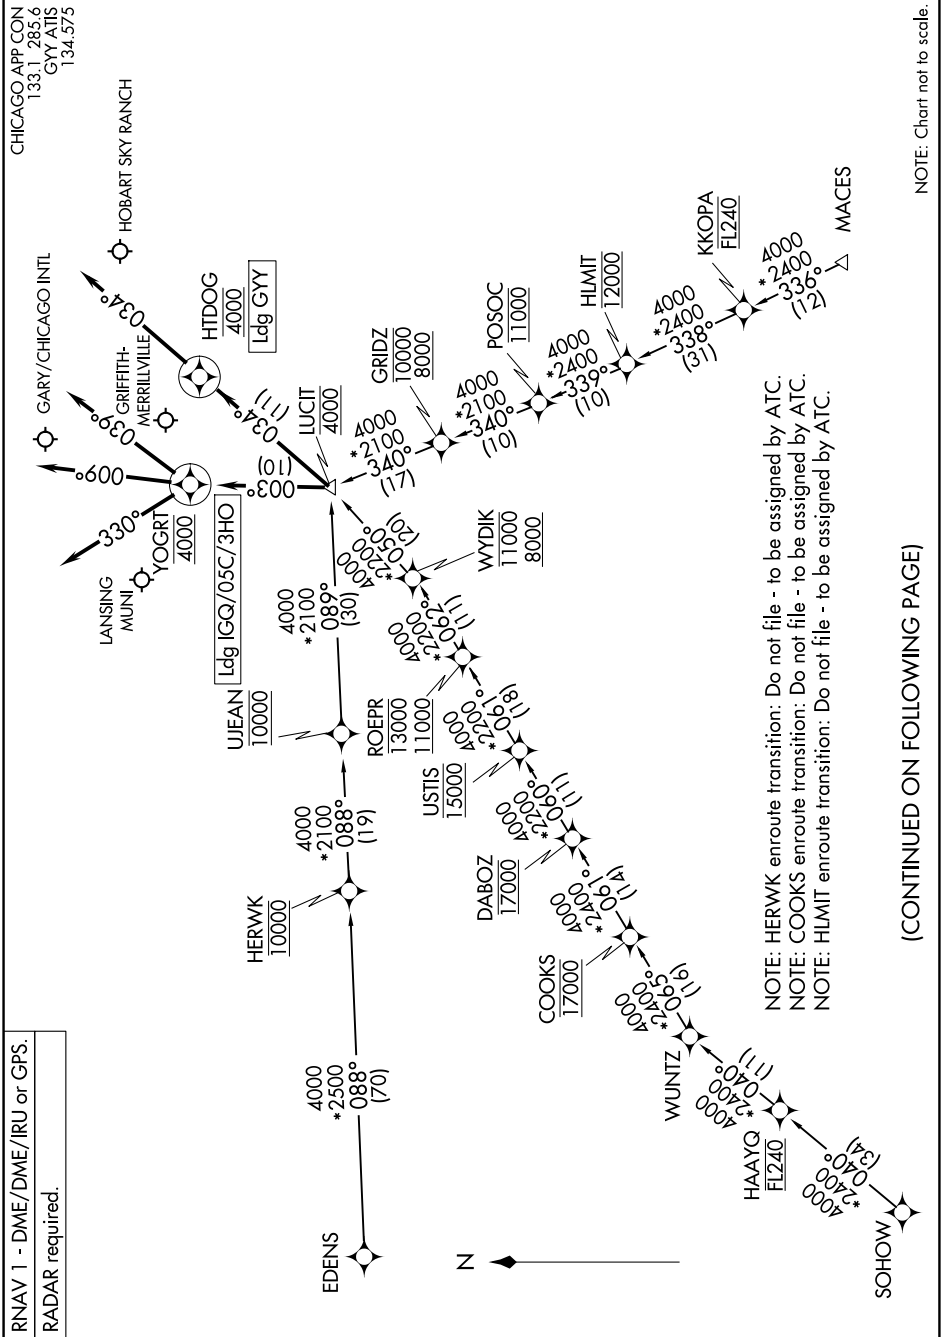 RNAV 1 - DME/DME/IRU or GPS.
RADAR required.
CHICAGO APP CON
133.1 285.6
GYY ATIS
134.575
GARY/CHICAGO INTL
HOBART SKY RANCH
GRIFFITH-
MERRILLVILLE
LANSING
MUNI
330°
009°
039°
034°
YOGRT
4000
Ldg IGQ/05C/3HO
HTDOG
4000
Ldg GYY
003°
(10)
034°
(11)
LUCIT
4000
EDENS
4000
*2500
088°
(70)
HERWK
10000
4000
*2100
088°
(19)
UJEAN
10000
4000
*2100
089°
(30)
SOHOW
4000
*2400
040°
(34)
HAAYQ
FL240
4000
*2400
040°
(11)
WUNTZ
4000
*2400
065°
(16)
COOKS
17000
4000
*2400
061°
(14)
DABOZ
17000
4000
*2200
060°
(11)
USTIS
15000
4000
*2200
061°
(18)
ROEPR
13000
11000
4000
*2200
062°
(11)
WYDIK
11000
8000
4000
*2200
050°
(20)
MACES
4000
*2400
336°
(12)
KKOPA
FL240
4000
*2400
338°
(31)
HLMIT
12000
4000
*2400
339°
(10)
POSOC
11000
4000
*2100
340°
(10)
GRIDZ
10000
8000
4000
*2100
340°
(17)
N
NOTE: HERWK enroute transition: Do not file - to be assigned by ATC.
NOTE: COOKS enroute transition: Do not file - to be assigned by ATC.
NOTE: HLMIT enroute transition: Do not file - to be assigned by ATC.
(CONTINUED ON FOLLOWING PAGE)
NOTE: Chart not to scale.